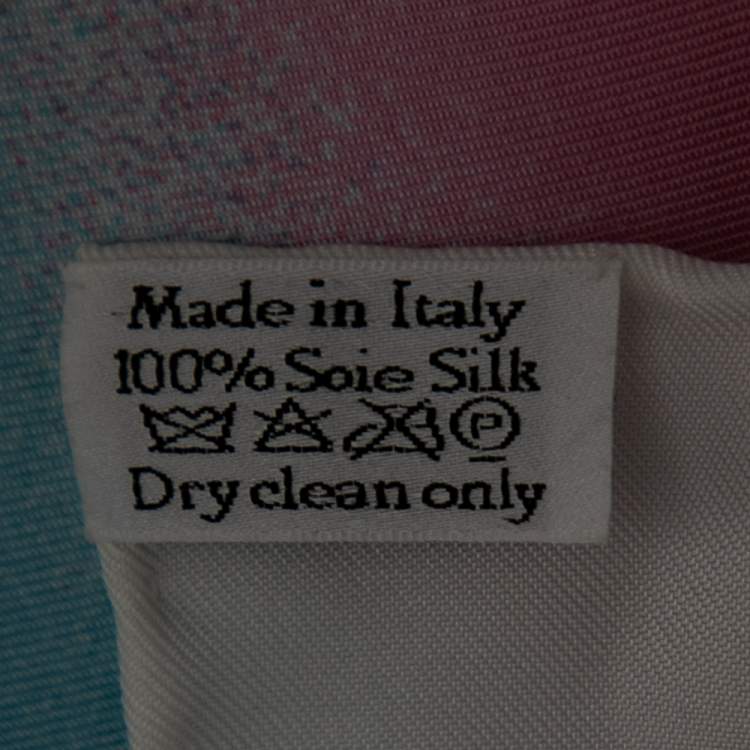 Made in Italy
100% Soie Silk
P
Dry clean only